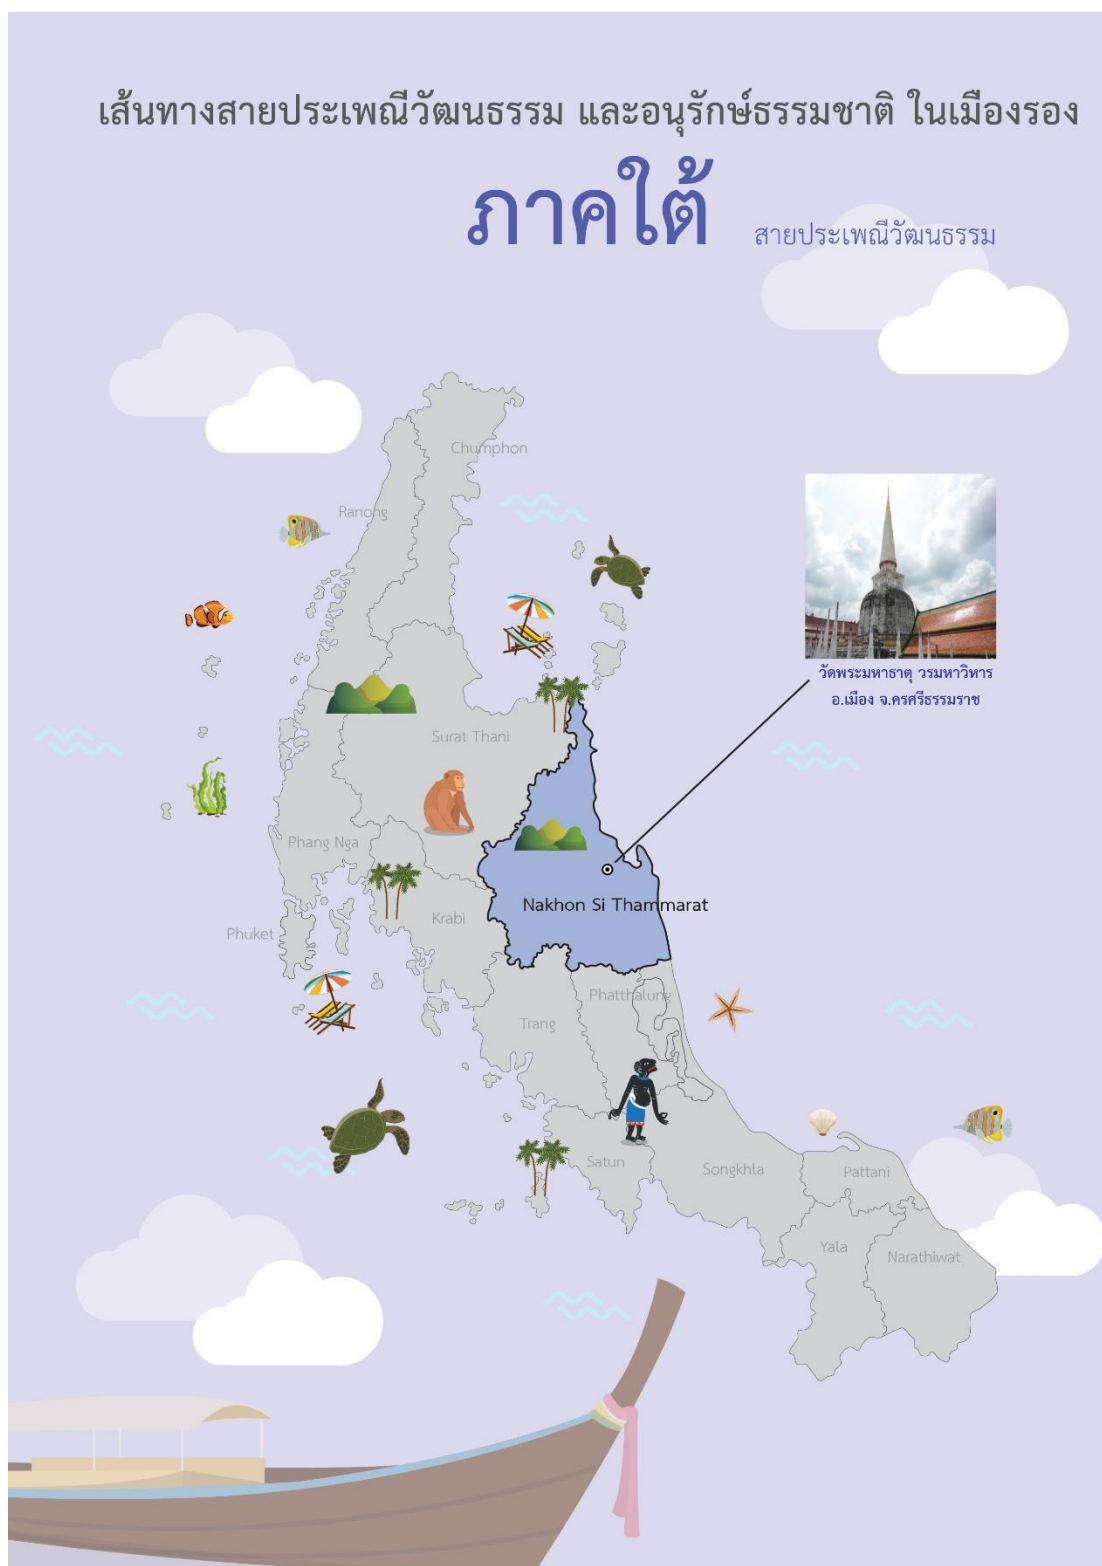 เส้นทางสายประเพณีวัฒนธรรม และอนุรักษ์ธรรมชาติ ในเมืองรอง
ภาคใต้
สายประเพณีวัฒนธรรม
Chumphon
Ranong
วัดพระมหาธาตุ วรมหาวิหาร
อ.เมือง จ.ครศรีธรรมราช
Surat Thani
Phang Nga
Nakhon Si Thammarat
Krabi
Phuket
Phatthalung
Trang
Satun
Songkhla
Pattani
Yala
Narathiwat